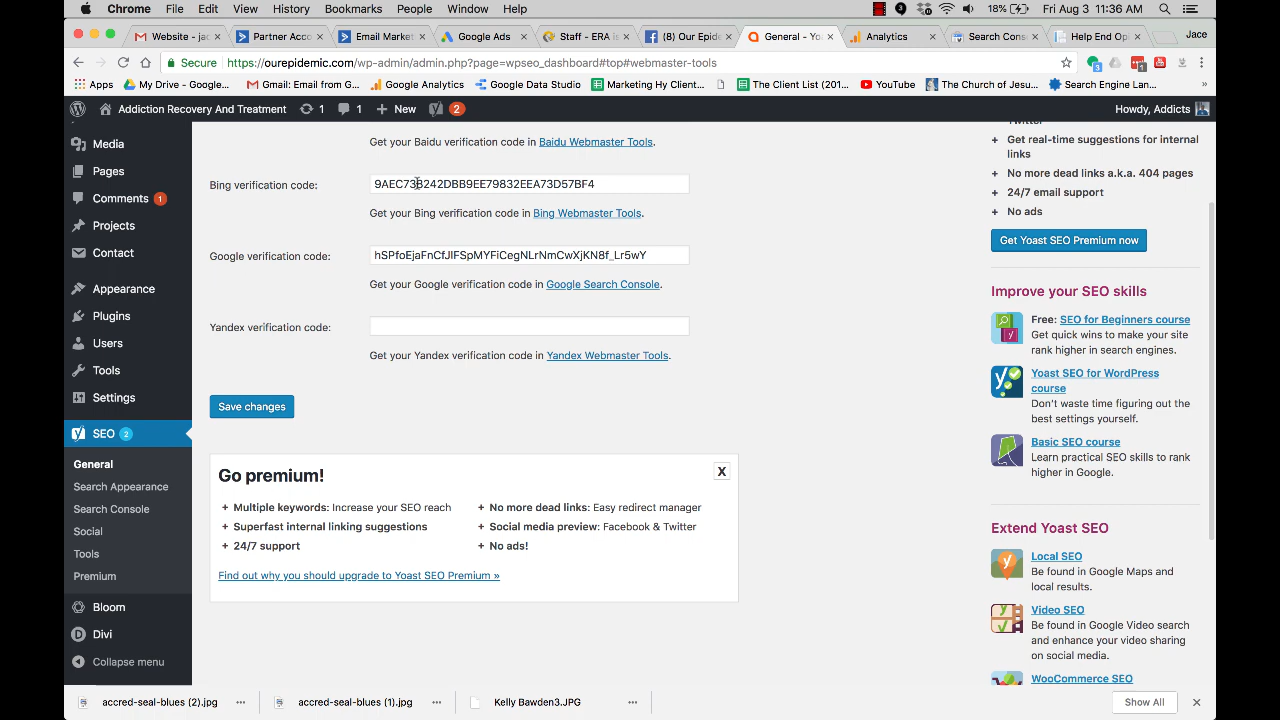 Chrome File Edit View History Bookmarks People Window Help 3 18% Fri Aug 3 11:36 AM
Website - jac
Partner Acco
Email Market
Google Ads
Staff - ERA is
(8) Our Epide
General - Yoa
Analytics
Search Cons
Help End Op
Jace
Secure https://ourepidemic.com/wp-admin/admin.php?page=wpseo_dashboard#top#webmaster-tools
Apps My Drive - Google... Gmail: Email from G... Google Analytics Google Data Studio Marketing Hy Client... The Client List (201... YouTube The Church of Jesu... Search Engine Lan... »
Addiction Recovery And Treatment 1 1 New 2 Howdy, Addicts
Media
Pages
Comments 1
Projects
Contact
Appearance
Plugins
Users
Tools
Settings
SEO 2
General
Search Appearance
Search Console
Social
Tools
Premium
Bloom
Divi
Collapse menu
Get your Baidu verification code in Baidu Webmaster Tools.
Bing verification code:
Get your Bing verification code in Bing Webmaster Tools.
Google verification code: hSPfoEjaFnCfJIFSpMYFiCegNLrNmCwXjKN8f_Lr5wY
Get your Google verification code in Google Search Console.
Yandex verification code:
Get your Yandex verification code in Yandex Webmaster Tools.
Save changes
Go premium!
X
+ Multiple keywords: Increase your SEO reach
+ Superfast internal linking suggestions
+ 24/7 support
+ No more dead links: Easy redirect manager
+ Social media preview: Facebook & Twitter
+ No ads!
Find out why you should upgrade to Yoast SEO Premium »
Twitter
+ Get real-time suggestions for internal
links
+ No more dead links a.k.a. 404 pages
+ 24/7 email support
+ No ads
Get Yoast SEO Premium now
Improve your SEO skills
Free: SEO for Beginners course
Get quick wins to make your site
rank higher in search engines.
Yoast SEO for WordPress
course
Don't waste time figuring out the
best settings yourself.
Basic SEO course
Learn practical SEO skills to rank
higher in Google.
Extend Yoast SEO
Local SEO
Be found in Google Maps and
local results.
Video SEO
Be found in Google Video search
and enhance your video sharing
on social media.
WooCommerce SEO
accred-seal-blues (2).jpg
accred-seal-blues (1).jpg
Kelly Bawden3.JPG
Show All